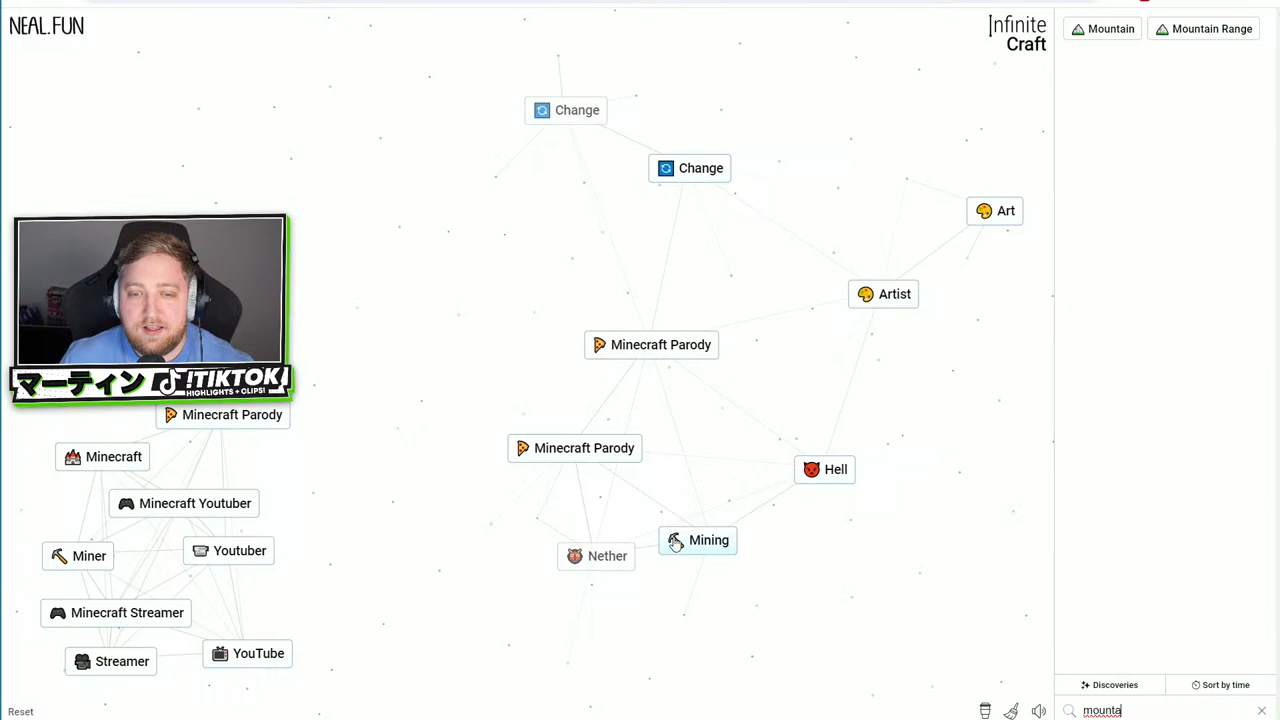 NEAL.FUN
Infinite
Craft
Mountain
Mountain Range
Change
Change
Art
Artist
Minecraft Parody
Minecraft Parody
Hell
Mining
Nether
マーティン
!TIKTOK
HIGHLIGHTS + CLIPS!
Minecraft Parody
Minecraft
Minecraft Youtuber
Miner
Youtuber
Minecraft Streamer
Streamer
YouTube
Reset
Discoveries
Sort by time
mounta